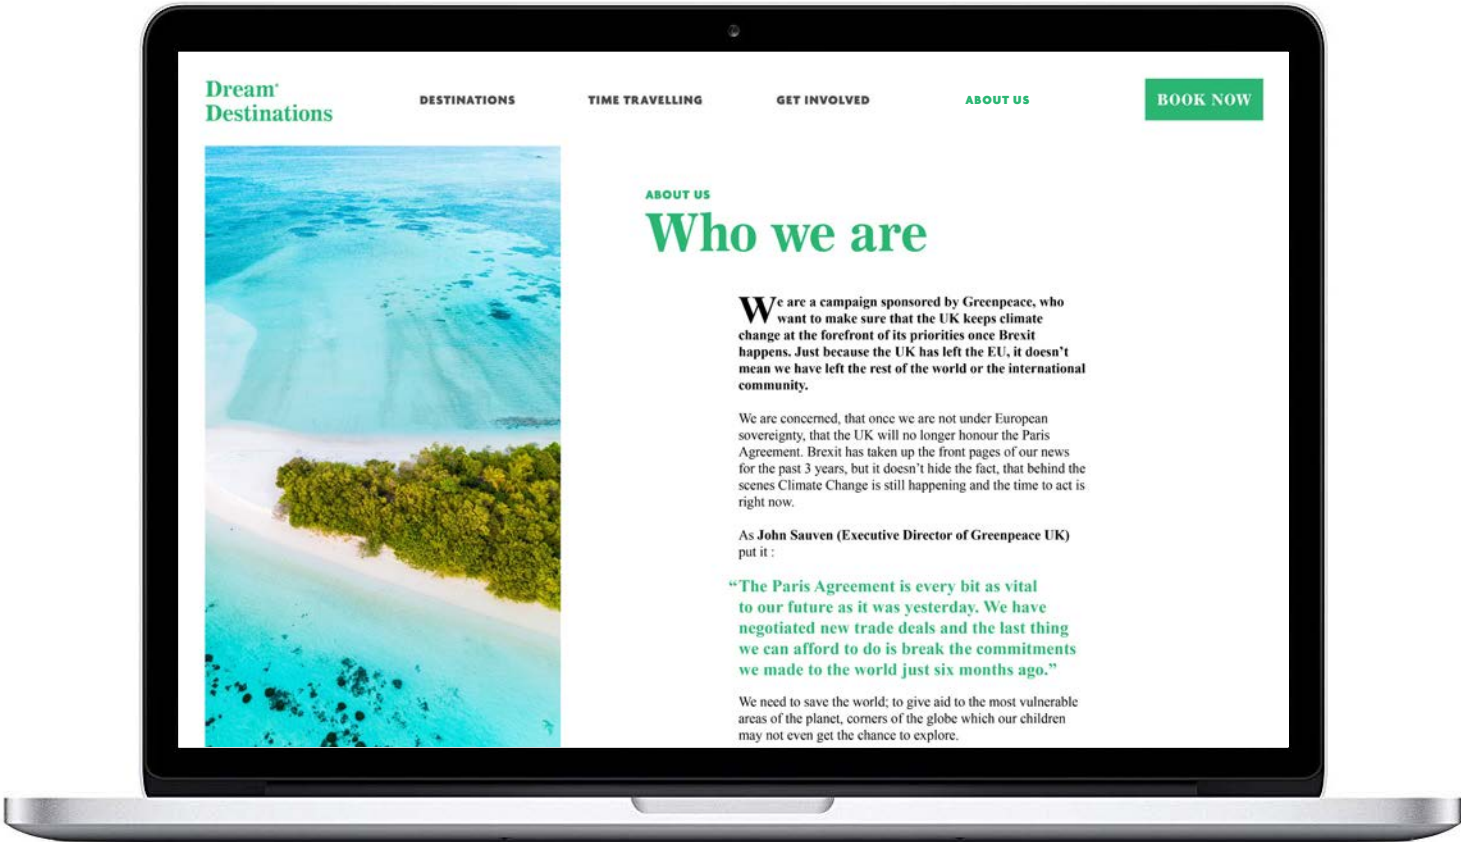 Dream
Destinations
DESTINATIONS
TIME TRAVELLING
GET INVOLVED
ABOUT US
BOOK NOW
ABOUT US
Who we are
We are a campaign sponsored by Greenpeace, who
want to make sure that the UK keeps climate
change at the forefront of its priorities once Brexit
happens. Just because the UK has left the EU, it doesn't
mean we have left the rest of the world or the international
community.
We are concerned, that once we are not under European
sovereignty, that the UK will no longer honour the Paris
Agreement. Brexit has taken up the front pages of our news
for the past 3 years, but it doesn't hide the fact, that behind the
scenes Climate Change is still happening and the time to act is
right now.
As John Sauven (Executive Director of Greenpeace UK)
put it :
“The Paris Agreement is every bit as vital
to our future as it was yesterday. We have
negotiated new trade deals and the last thing
we can afford to do is break the commitments
we made to the world just six months ago.”
We need to save the world; to give aid to the most vulnerable
areas of the planet, corners of the globe which our children
may not even get the chance to explore.